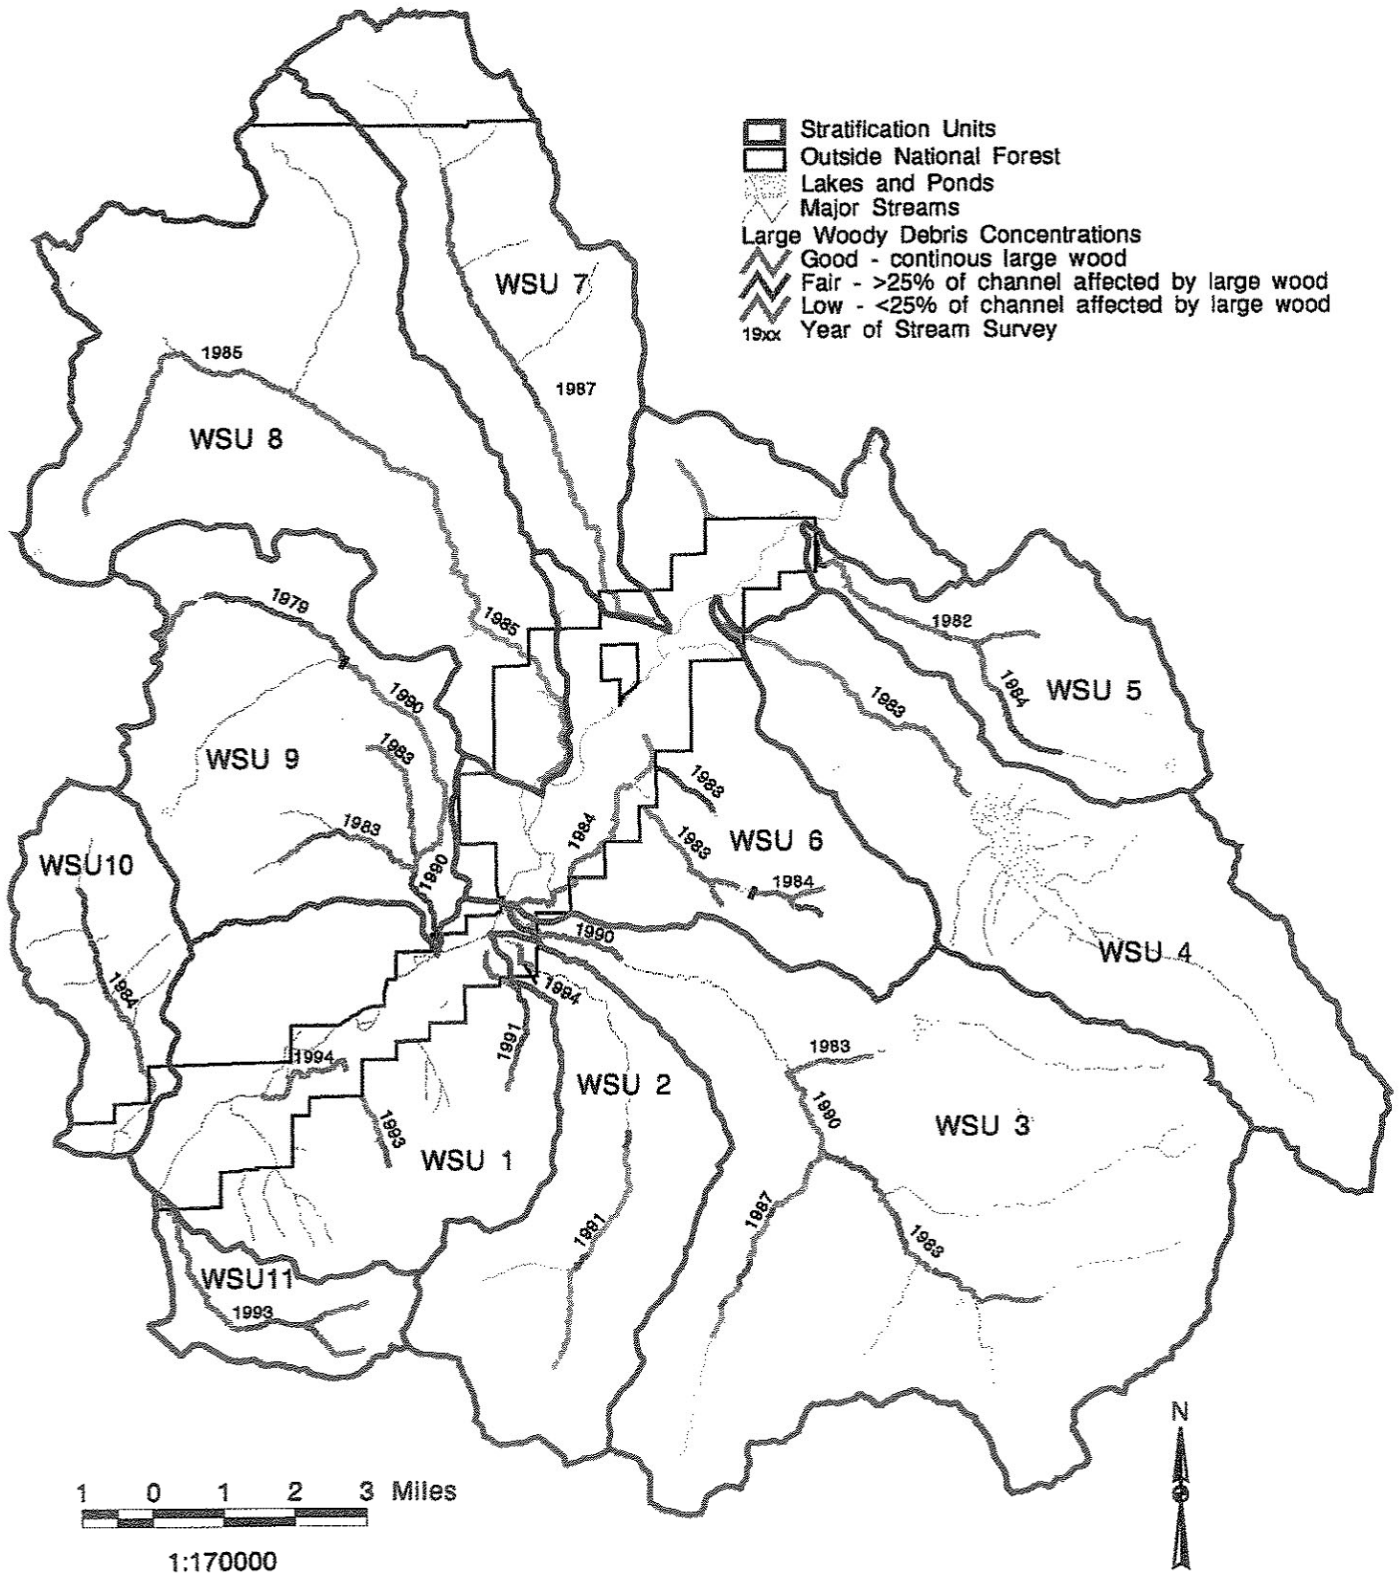 Stratification Units
Outside National Forest
Lakes and Ponds
Major Streams
Large Woody Debris Concentrations
Good - continous large wood
Fair - >25% of channel affected by large wood
Low - <25% of channel affected by large wood
19xx Year of Stream Survey
WSU 7
1985
1987
WSU 8
1979
1985
1982
1990
1984
WSU 5
1983
1983
WSU 9
1983
1983
1984
1983
WSU 6
WSU10
1990
1984
1990
WSU 4
1984
1994
1991
1994
1983
WSU 2
1990
1993
WSU 3
WSU 1
1987
1991
1983
WSU11
1993
N
1 0 1 2 3 Miles
1:170000